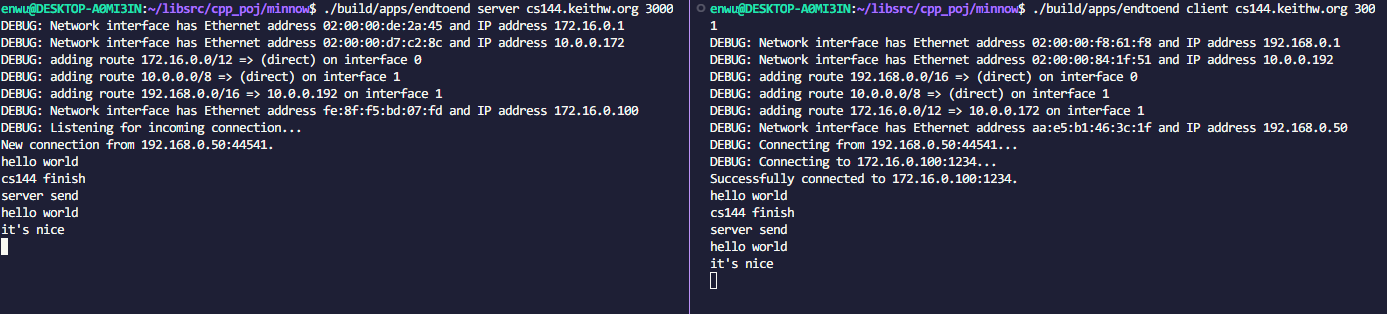 enwu@DESKTOP-A0MI3IN:~/libsrc/cpp_poj/minnow$ ./build/apps/endtoend server cs144.keithw.org 3000
DEBUG: Network interface has Ethernet address 02:00:00:de:2a:45 and IP address 172.16.0.1
DEBUG: Network interface has Ethernet address 02:00:00:d7:c2:8c and IP address 10.0.0.172
DEBUG: adding route 172.16.0.0/12 => (direct) on interface 0
DEBUG: adding route 10.0.0.0/8 => (direct) on interface 1
DEBUG: adding route 192.168.0.0/16 => 10.0.0.192 on interface 1
DEBUG: Network interface has Ethernet address fe:8f:f5:bd:07:fd and IP address 172.16.0.100
DEBUG: Listening for incoming connection...
New connection from 192.168.0.50:44541.
hello world
cs144 finish
server send
hello world
it's nice
enwu@DESKTOP-A0MI3IN:~/libsrc/cpp_poj/minnow$ ./build/apps/endtoend client cs144.keithw.org 300
1
DEBUG: Network interface has Ethernet address 02:00:00:f8:61:f8 and IP address 192.168.0.1
DEBUG: Network interface has Ethernet address 02:00:00:84:1f:51 and IP address 10.0.0.192
DEBUG: adding route 192.168.0.0/16 => (direct) on interface 0
DEBUG: adding route 10.0.0.0/8 => (direct) on interface 1
DEBUG: adding route 172.16.0.0/12 => 10.0.0.172 on interface 1
DEBUG: Network interface has Ethernet address aa:e5:b1:46:3c:1f and IP address 192.168.0.50
DEBUG: Connecting from 192.168.0.50:44541...
DEBUG: Connecting to 172.16.0.100:1234...
Successfully connected to 172.16.0.100:1234.
hello world
cs144 finish
server send
hello world
it's nice